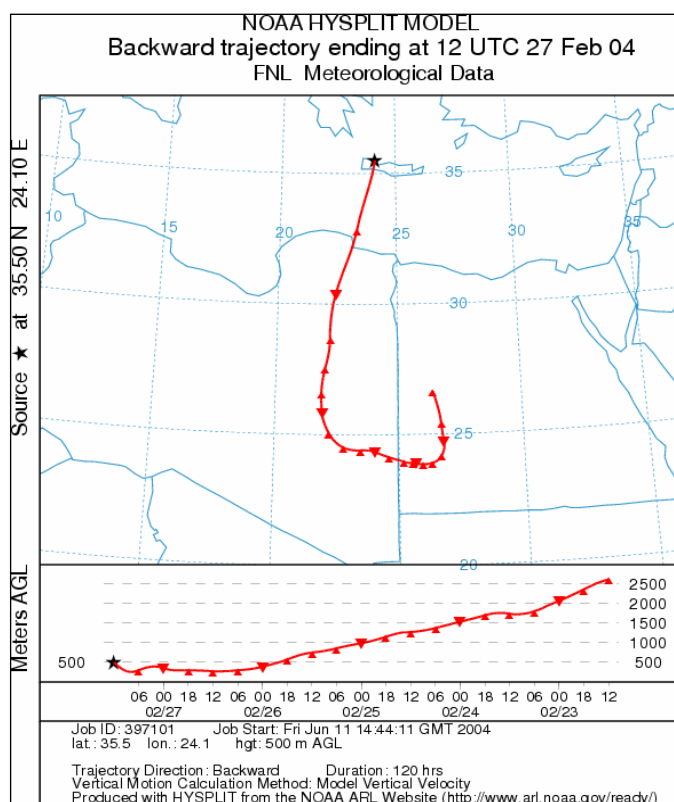 NOAA HYSPLIT MODEL
Backward trajectory ending at 12 UTC 27 Feb 04
FNL Meteorological Data
Source ★ at 35.50 N 24.10 E
10
15
20
25
30
35
35
30
25
20
Meters AGL
500
2500
2000
1500
1000
500
06 00 18 12 06 00 18 12 06 00 18 12 06 00 18 12 06 00 18 12
02/27 02/26 02/25 02/24 02/23
Job ID: 397101 Job Start: Fri Jun 11 14:44:11 GMT 2004
lat.: 35.5 lon.: 24.1 hgt: 500 m AGL
Trajectory Direction: Backward Duration: 120 hrs
Vertical Motion Calculation Method: Model Vertical Velocity
Produced with HYSPLIT from the NOAA ARL Website (http://www.arl.noaa.gov/ready/)